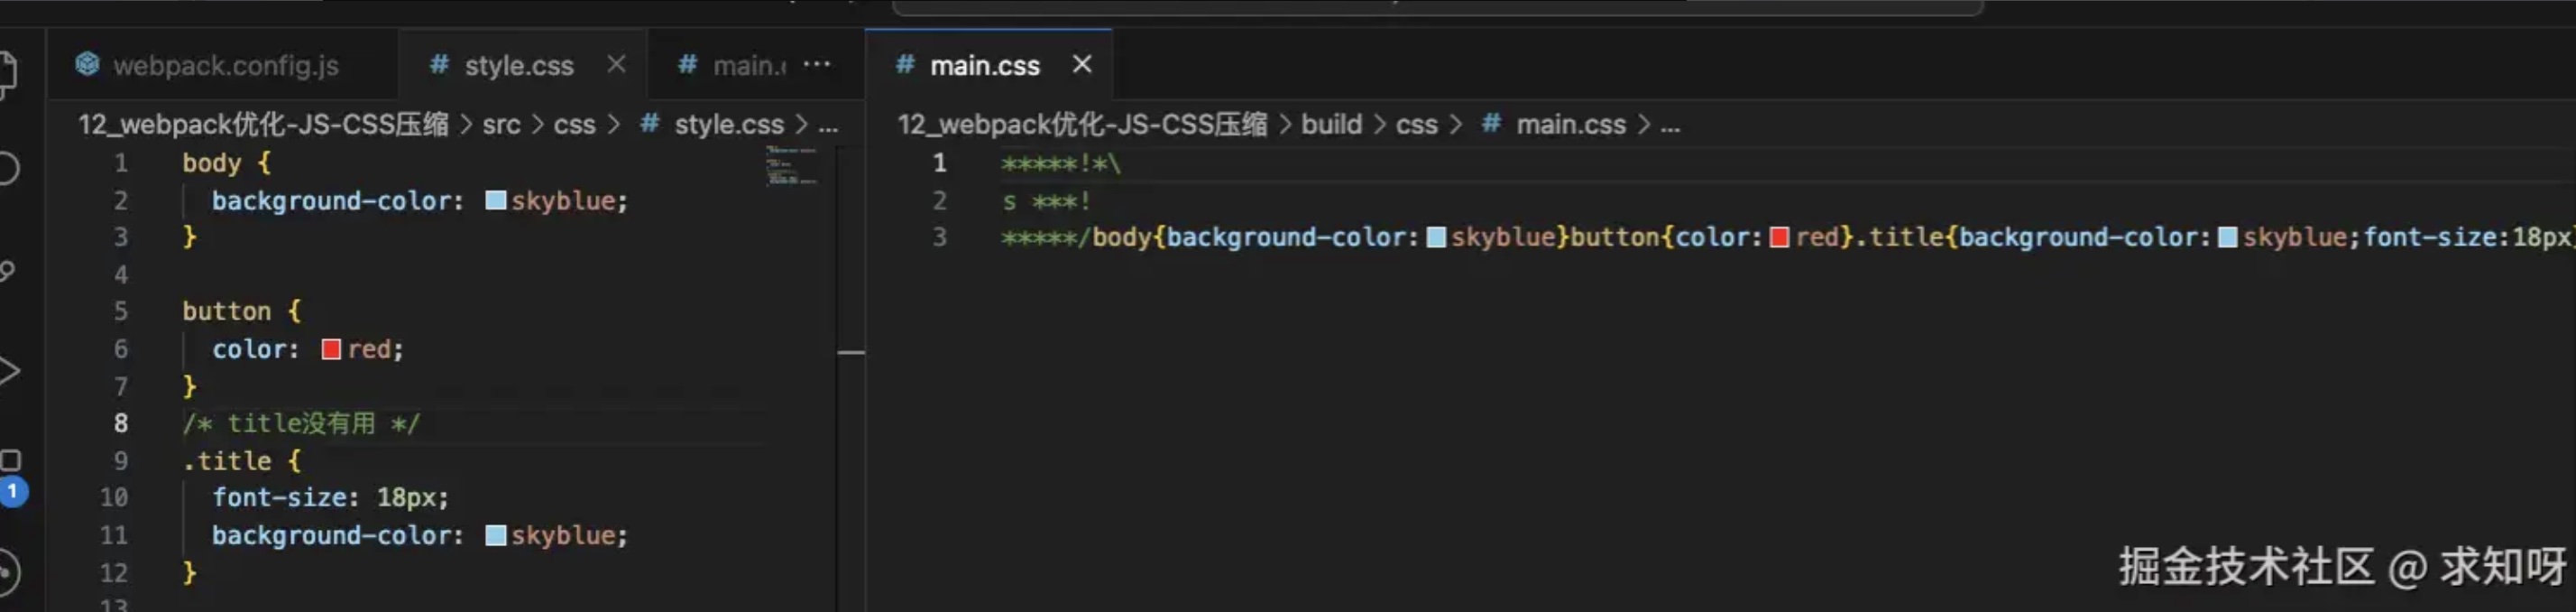 webpack.config.js
# style.css
# main.
···
# main.css
12_webpack优化-JS-CSS压缩 > src > css > # style.css > ...
1 body {
2 background-color: skyblue;
3 }
4
5 button {
6 color: red;
7 }
8 /* title没有用 */
9 .title {
10 font-size: 18px;
11 background-color: skyblue;
12 }
13
12_webpack优化-JS-CSS压缩 > build > css > # main.css > ...
1 *****!*\
2 s ***!
3 *****/body{background-color:skyblue}button{color:red}.title{background-color:skyblue;font-size:18px}
1
掘金技术社区 @ 求知呀